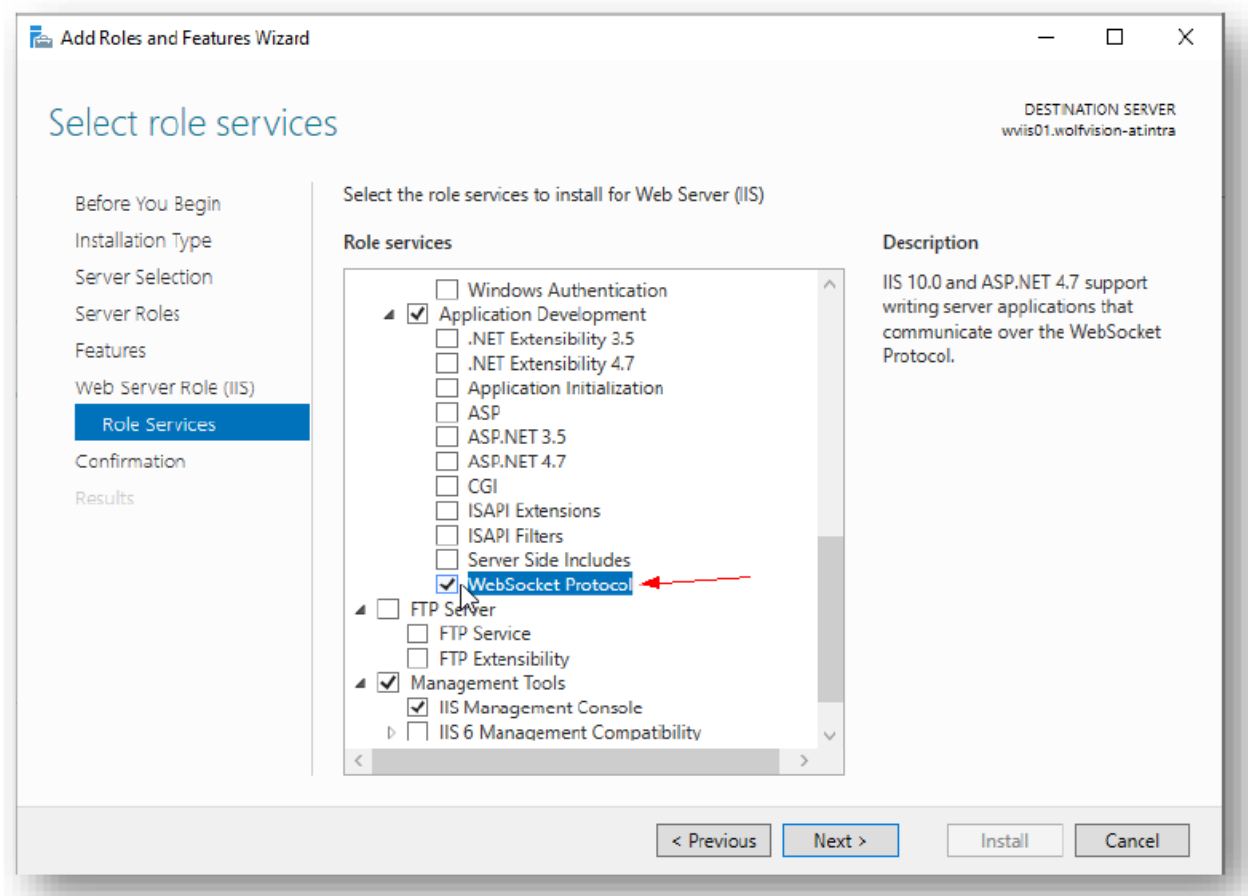 Add Roles and Features Wizard
Select role services
DESTINATION SERVER
wviis01.wolfvision-at.intra
Before You Begin
Installation Type
Server Selection
Server Roles
Features
Web Server Role (IIS)
Role Services
Confirmation
Results
Select the role services to install for Web Server (IIS)
Role services
Windows Authentication
Application Development
.NET Extensibility 3.5
.NET Extensibility 4.7
Application Initialization
ASP
ASP.NET 3.5
ASP.NET 4.7
CGI
ISAPI Extensions
ISAPI Filters
Server Side Includes
WebSocket Protocol
FTP Server
FTP Service
FTP Extensibility
Management Tools
IIS Management Console
IIS 6 Management Compatibility
Description
IIS 10.0 and ASP.NET 4.7 support
writing server applications that
communicate over the WebSocket
Protocol.
< Previous
Next >
Install
Cancel